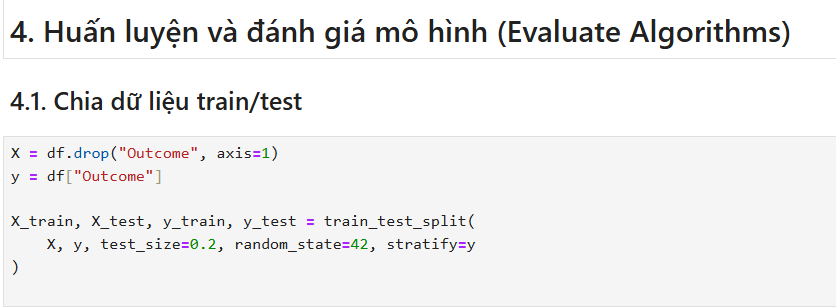 4. Huấn luyện và đánh giá mô hình (Evaluate Algorithms)
4.1. Chia dữ liệu train/test
X = df.drop("Outcome", axis=1)
y = df["Outcome"]
X_train, X_test, y_train, y_test = train_test_split(
    X, y, test_size=0.2, random_state=42, stratify=y
)